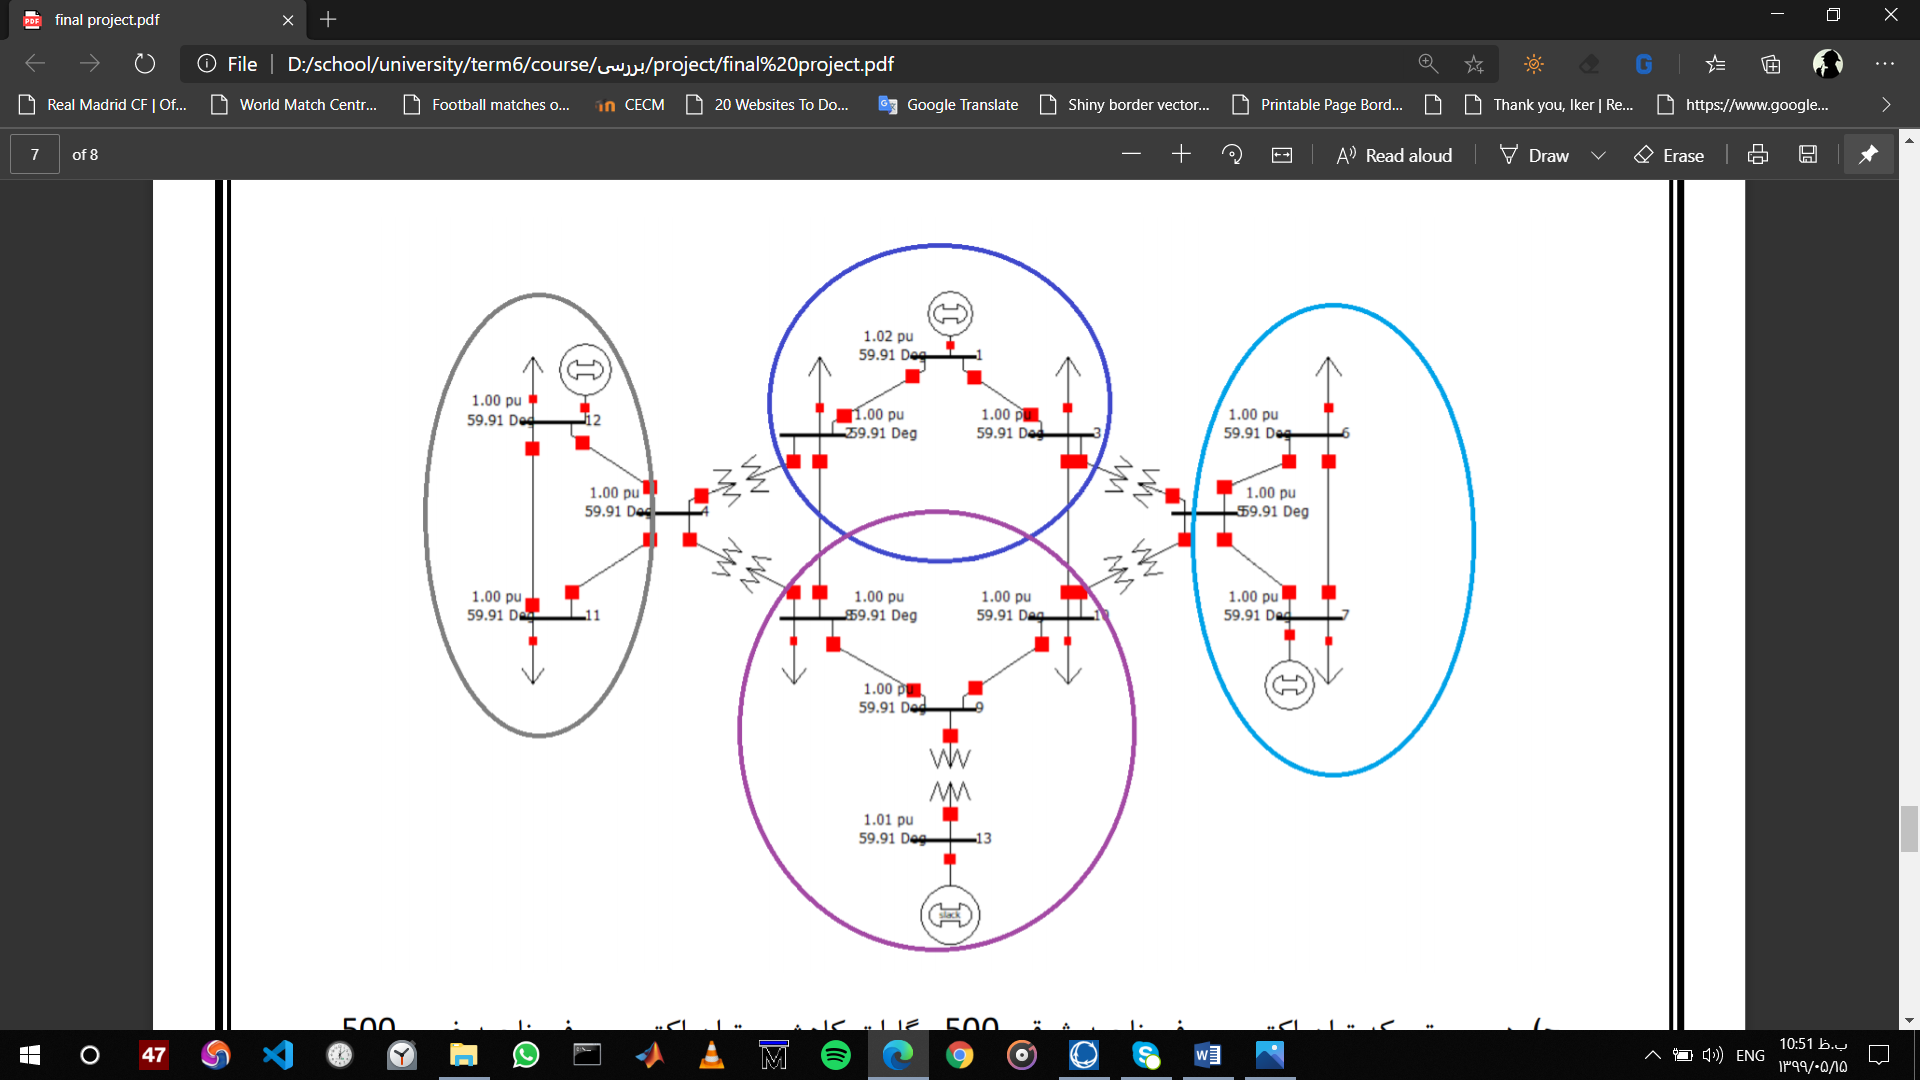 final project.pdf
File D:/school/university/term6/course/بررسی/project/final%20project.pdf
Real Madrid CF | Of... World Match Centr... Football matches o... CECM 20 Websites To Do... Google Translate Shiny border vector... Printable Page Bord... Thank you, Iker | Re... https://www.google...
7 of 8 Read aloud Draw Erase
1.02 pu
59.91 Deg 1
1.00 pu
59.91 Deg 12
1.00 pu
2 59.91 Deg
1.00 pu
59.91 Deg 3
1.00 pu
59.91 Deg 6
1.00 pu
59.91 Deg 4
1.00 pu
5 59.91 Deg
1.00 pu
59.91 Deg 11
1.00 pu
8 59.91 Deg
1.00 pu
59.91 Deg 10
1.00 pu
59.91 Deg 7
1.00 pu
59.91 Deg 9
1.01 pu
59.91 Deg 13
slack
500 500
47 ENG 10:51 ب.ظ
۱۳۹۹/۰۵/۱۵